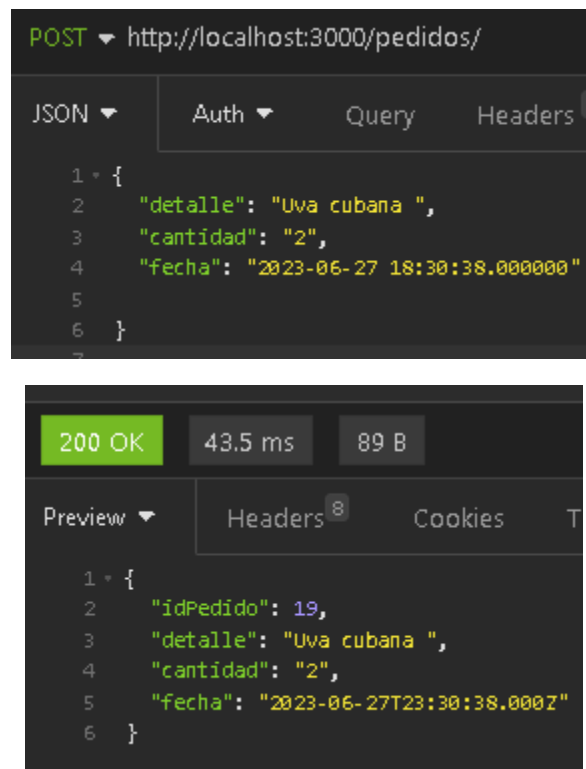 POST http://localhost:3000/pedidos/
JSON Auth Query Headers
1 {
2 "detalle": "Uva cubana ",
3 "cantidad": "2",
4 "fecha": "2023-06-27 18:30:38.000000"
5
6 }
7
200 OK 43.5 ms 89 B
Preview Headers 8 Cookies T
1 {
2 "idPedido": 19,
3 "detalle": "Uva cubana ",
4 "cantidad": "2",
5 "fecha": "2023-06-27T23:30:38.000Z"
6 }